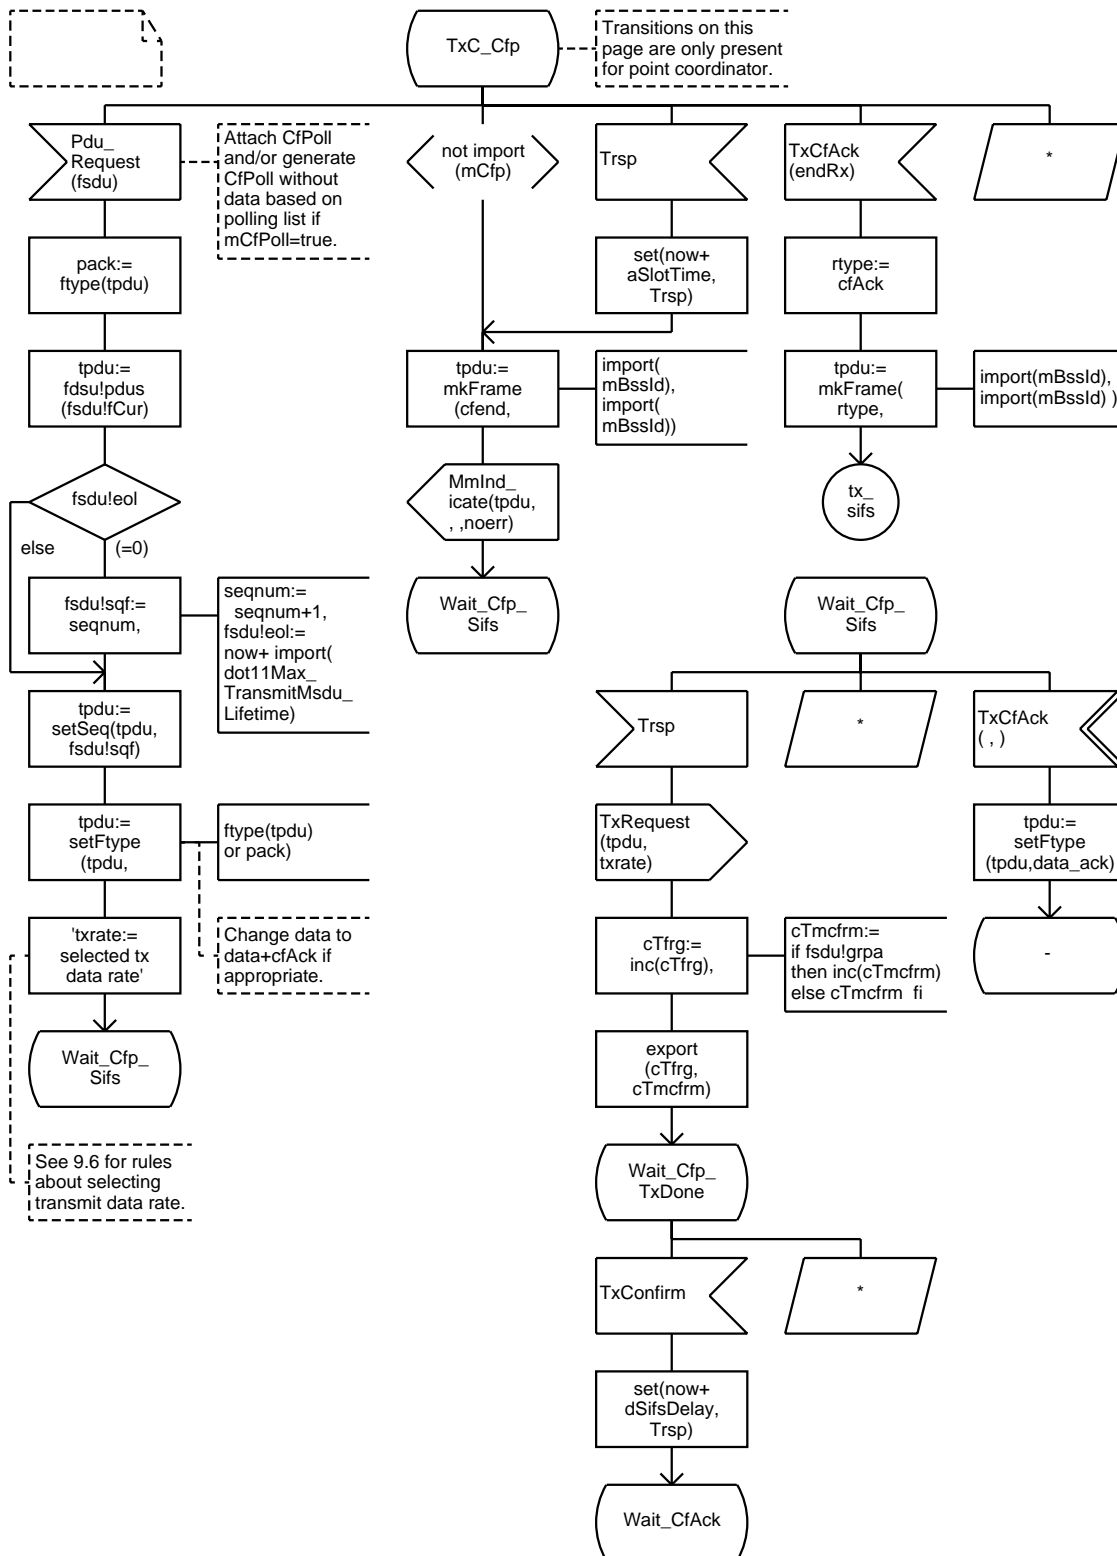 TxC_Cfp
Transitions on this
page are only present
for point coordinator.
Pdu_
Request
(fsdu)
Attach CfPoll
and/or generate
CfPoll without
data based on
polling list if
mCfPoll=true.
not import
(mCfp)
Trsp
TxCfAck
(endRx)
*
pack:=
ftype(tpdu)
set(now+
aSlotTime,
Trsp)
rtype:=
cfAck
tpdu:=
fdsu!pdus
(fsdu!fCur)
tpdu:=
mkFrame
(cfend,
import(
mBssId),
import(
mBssId))
tpdu:=
mkFrame(
rtype,
import(mBssId),
import(mBssId) )
fsdu!eol
else
(=0)
MmInd_
icate(tpdu,
, ,noerr)
tx_
sifs
fsdu!sqf:=
seqnum,
seqnum:=
seqnum+1,
fsdu!eol:=
now+ import(
dot11Max_
TransmitMsdu_
Lifetime)
Wait_Cfp_
Sifs
Wait_Cfp_
Sifs
tpdu:=
setSeq(tpdu,
fsdu!sqf)
Trsp
*
TxCfAck
( , )
tpdu:=
setFtype
(tpdu,
ftype(tpdu)
or pack)
TxRequest
(tpdu,
txrate)
tpdu:=
setFtype
(tpdu,data_ack)
'txrate:=
selected tx
data rate'
Change data to
data+cfAck if
appropriate.
cTfrg:=
inc(cTfrg),
cTmcfrm:=
if fsdu!grpa
then inc(cTmcfrm)
else cTmcfrm fi
-
Wait_Cfp_
Sifs
export
(cTfrg,
cTmcfrm)
See 9.6 for rules
about selecting
transmit data rate.
Wait_Cfp_
TxDone
TxConfirm
*
set(now+
dSifsDelay,
Trsp)
Wait_CfAck